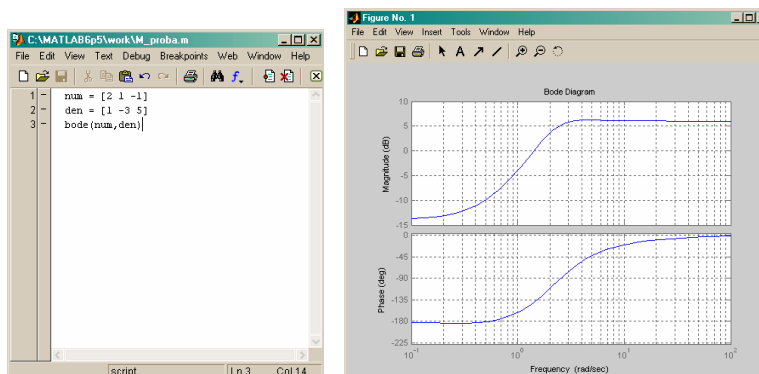 C:\MATLAB6p5\work\M_proba.m
File Edit View Text Debug Breakpoints Web Window Help
1 - num = [2 1 -1]
2 - den = [1 -3 5]
3 - bode(num,den)
script Ln 3 Col 14
Figure No. 1
File Edit View Insert Tools Window Help
Bode Diagram
Magnitude (dB)
10
5
0
-5
-10
-15
Phase (deg)
0
-45
-90
-135
-180
-225
10^-1 10^0 10^1 10^2
Frequency (rad/sec)